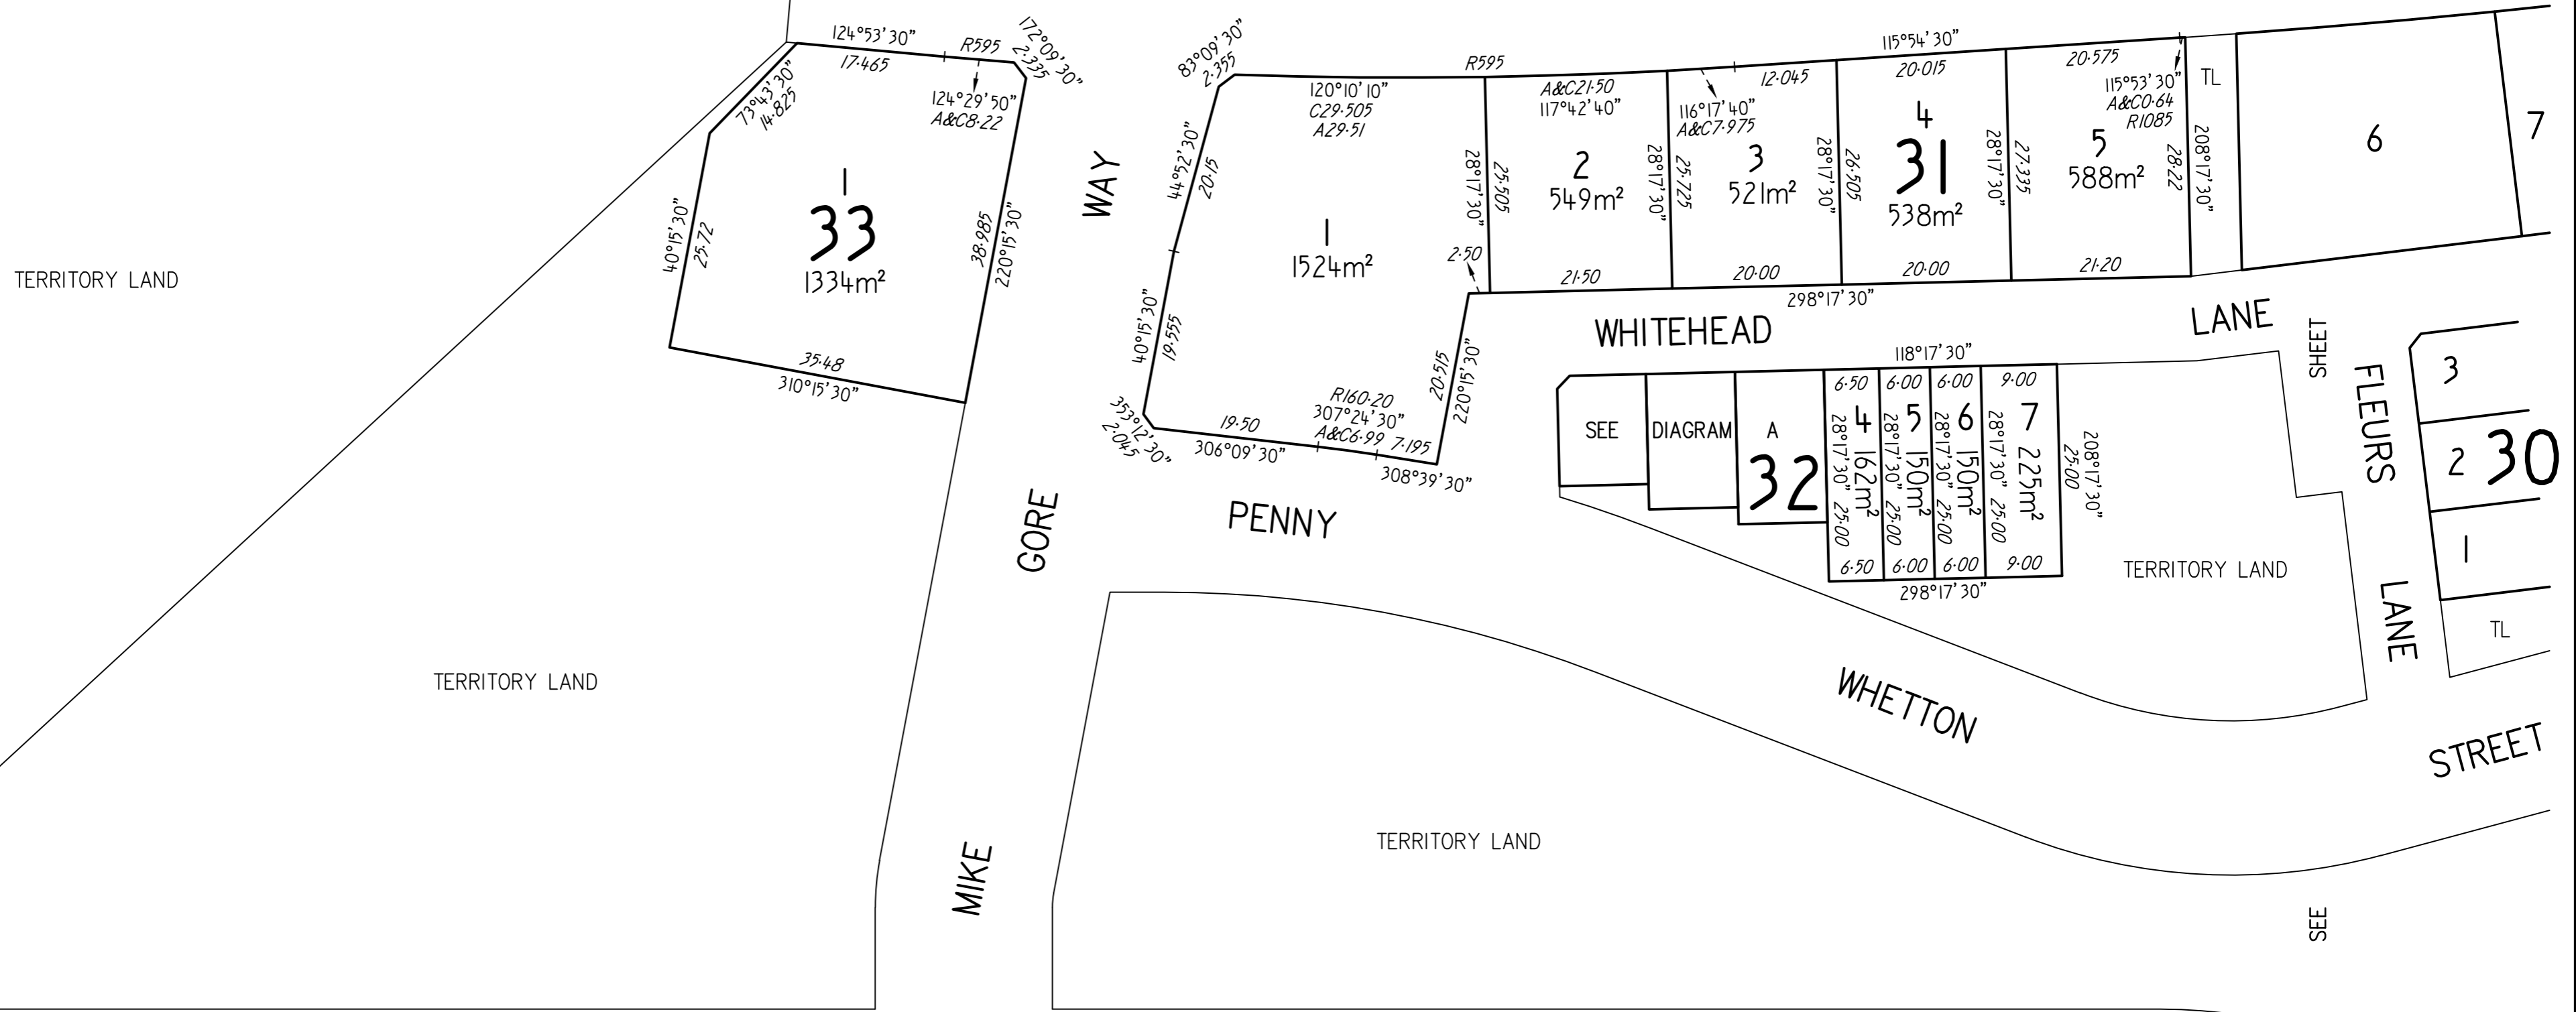 124°53'30"
17·465
R595
172°09'30"
2·335
124°29'50"
A&C8·22
73°43'30"
14·825
1
33
1334m²
40°15'30"
25·72
38·985
220°15'30"
35·48
310°15'30"
TERRITORY LAND
TERRITORY LAND
WAY
GORE
MIKE
83°09'30"
2·355
R595
120°10'10"
C29·505
A29·51
44°52'30"
20·15
1
1524m²
40°15'30"
19·555
353°12'30"
2·045
19·50
306°09'30"
R160·20
307°24'30"
A&C6·99
7·195
308°39'30"
20·515
220°15'30"
2·50
28°17'30"
25·505
A&C21·50
117°42'40"
2
549m²
21·50
28°17'30"
25·725
116°17'40"
A&C7·975
12·045
3
521m²
20·00
28°17'30"
26·505
115°54'30"
20·015
4
31
538m²
20·00
28°17'30"
27·335
20·575
115°53'30"
A&C0·64
R1085
5
588m²
28·22
208°17'30"
21·20
298°17'30"
TL
6
7
WHITEHEAD
LANE
PENNY
118°17'30"
SEE
DIAGRAM
A
32
6·50
6·00
6·00
9·00
28°17'30"
25·00
4
162m²
28°17'30"
25·00
5
150m²
28°17'30"
25·00
6
150m²
28°17'30"
25·00
7
225m²
208°17'30"
25·00
6·50
6·00
6·00
9·00
298°17'30"
TERRITORY LAND
SHEET
SEE
FLEURS
LANE
3
2
30
1
TL
WHETTON
STREET
TERRITORY LAND